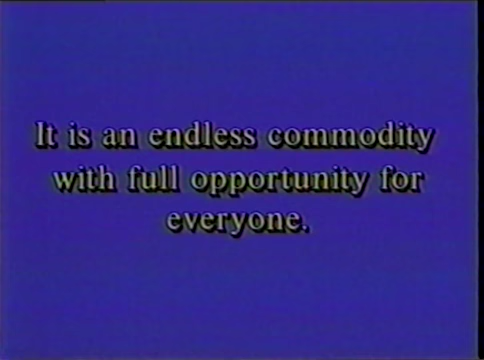 It is an endless commodity
with full opportunity for
everyone.